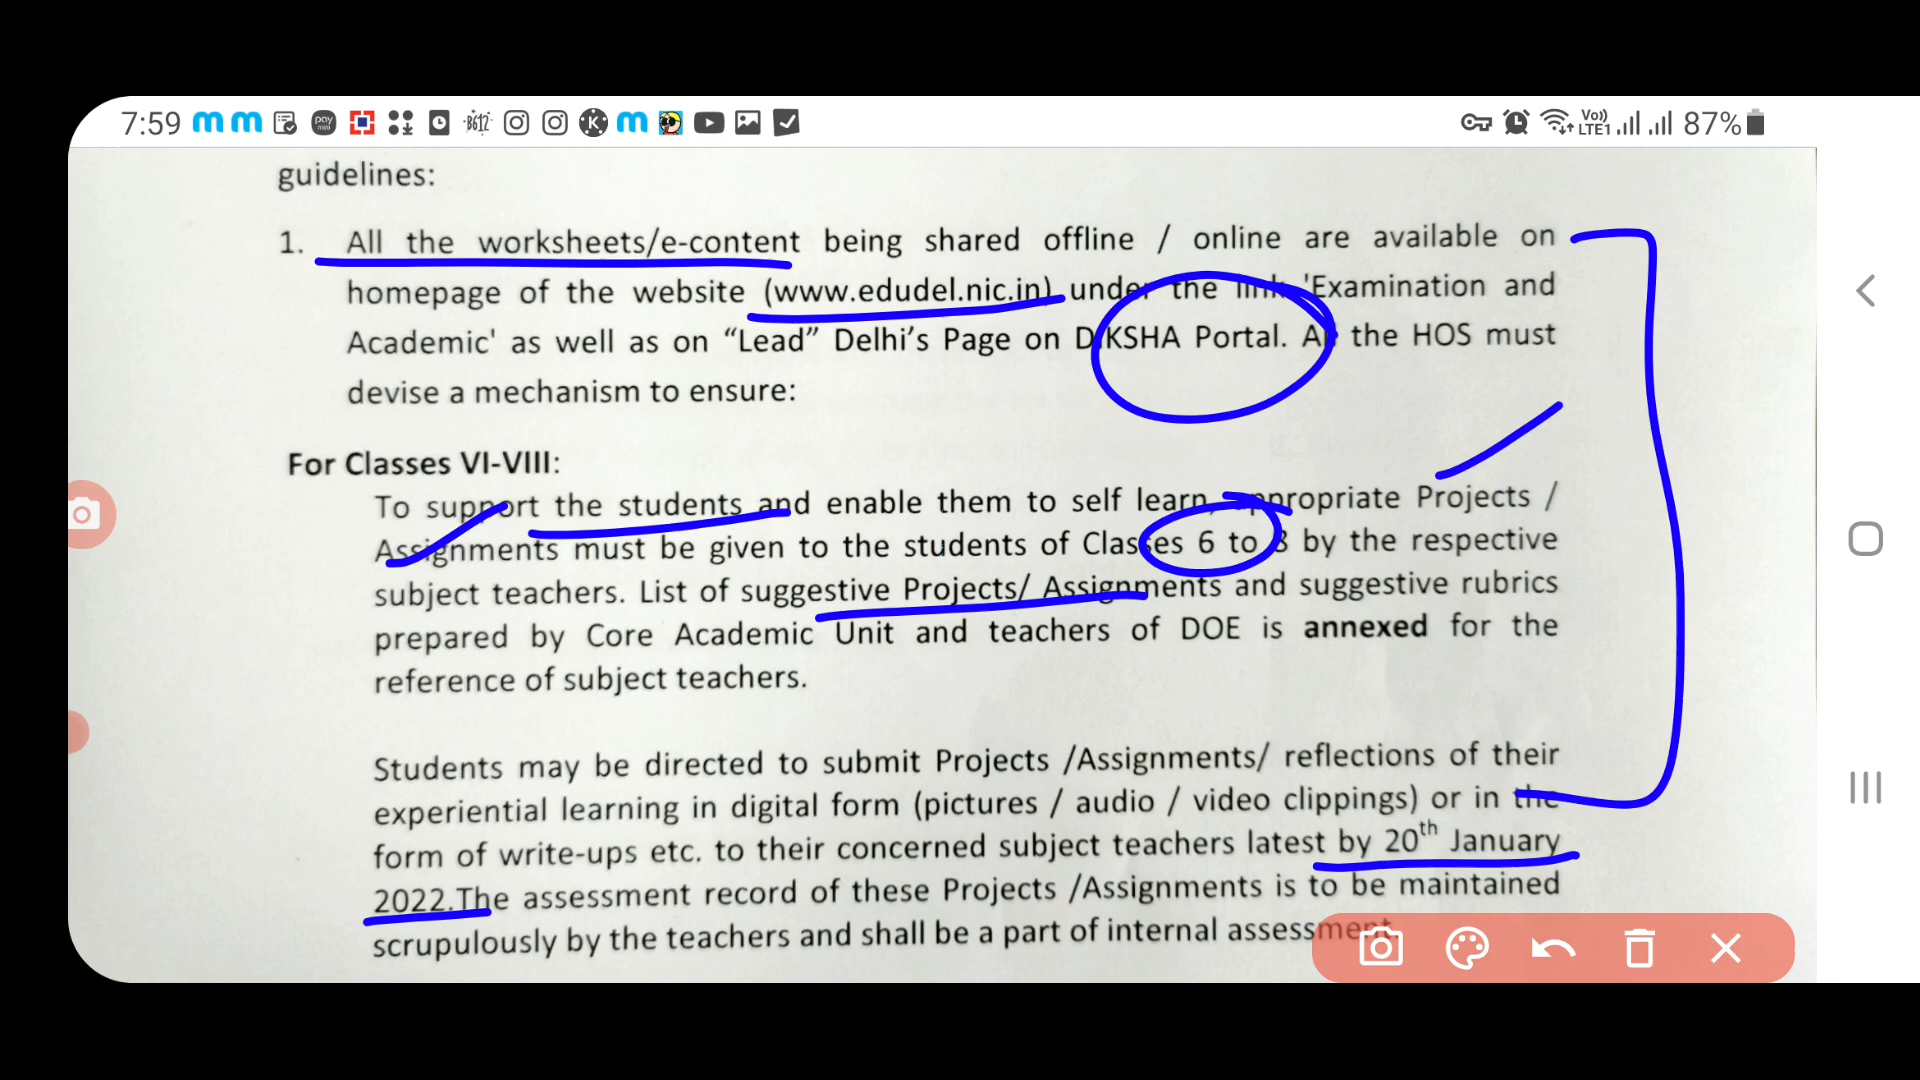 7:59 pay mini B612 K Vo)) LTE1 87%
guidelines:
1. All the worksheets/e-content being shared offline / online are available on
homepage of the website (www.edudel.nic.in) under the link 'Examination and
Academic' as well as on “Lead” Delhi’s Page on DIKSHA Portal. All the HOS must
devise a mechanism to ensure:
For Classes VI-VIII:
To support the students and enable them to self learn, appropriate Projects /
Assignments must be given to the students of Classes 6 to 8 by the respective
subject teachers. List of suggestive Projects/ Assignments and suggestive rubrics
prepared by Core Academic Unit and teachers of DOE is annexed for the
reference of subject teachers.
Students may be directed to submit Projects /Assignments/ reflections of their
experiential learning in digital form (pictures / audio / video clippings) or in the
form of write-ups etc. to their concerned subject teachers latest by 20th January
2022.The assessment record of these Projects /Assignments is to be maintained
scrupulously by the teachers and shall be a part of internal assessment.